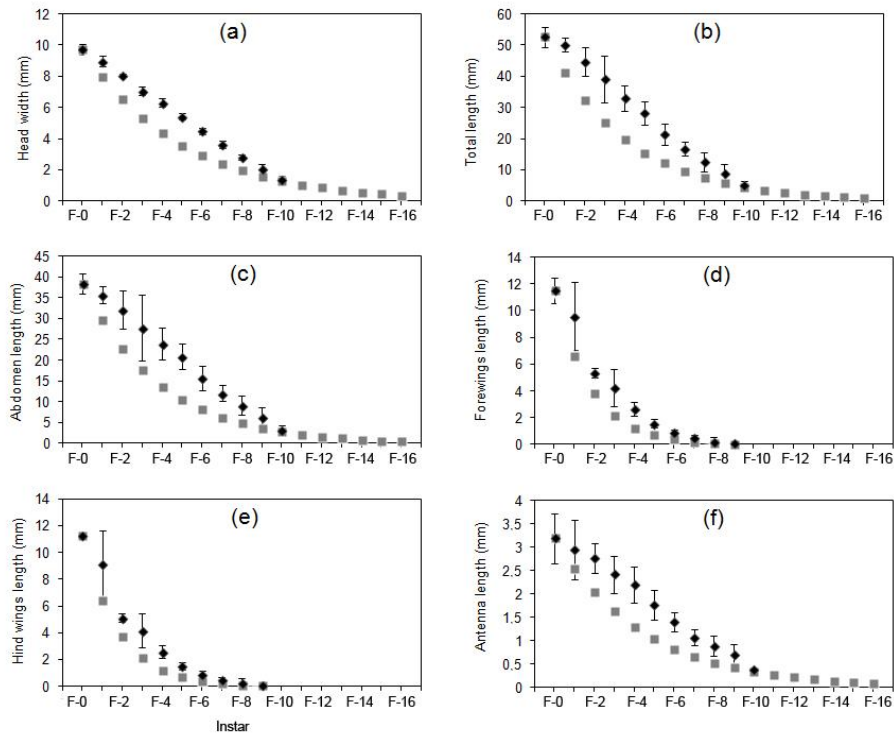 (a)
Head width (mm)
12
10
8
6
4
2
0
F-0 F-2 F-4 F-6 F-8 F-10 F-12 F-14 F-16
(b)
Total length (mm)
60
50
40
30
20
10
0
F-0 F-2 F-4 F-6 F-8 F-10 F-12 F-14 F-16
(c)
Abdomen length (mm)
45
40
35
30
25
20
15
10
5
0
F-0 F-2 F-4 F-6 F-8 F-10 F-12 F-14 F-16
(d)
Forewings length (mm)
14
12
10
8
6
4
2
0
F-0 F-2 F-4 F-6 F-8 F-10 F-12 F-14 F-16
(e)
Hind wings length (mm)
14
12
10
8
6
4
2
0
F-0 F-2 F-4 F-6 F-8 F-10 F-12 F-14 F-16
Instar
(f)
Antenna length (mm)
4
3.5
3
2.5
2
1.5
1
0.5
0
F-0 F-2 F-4 F-6 F-8 F-10 F-12 F-14 F-16